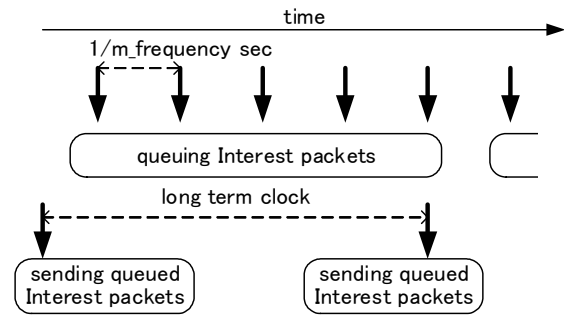 time
1/m_frequency sec
queuing Interest packets
long term clock
sending queued
Interest packets
sending queued
Interest packets